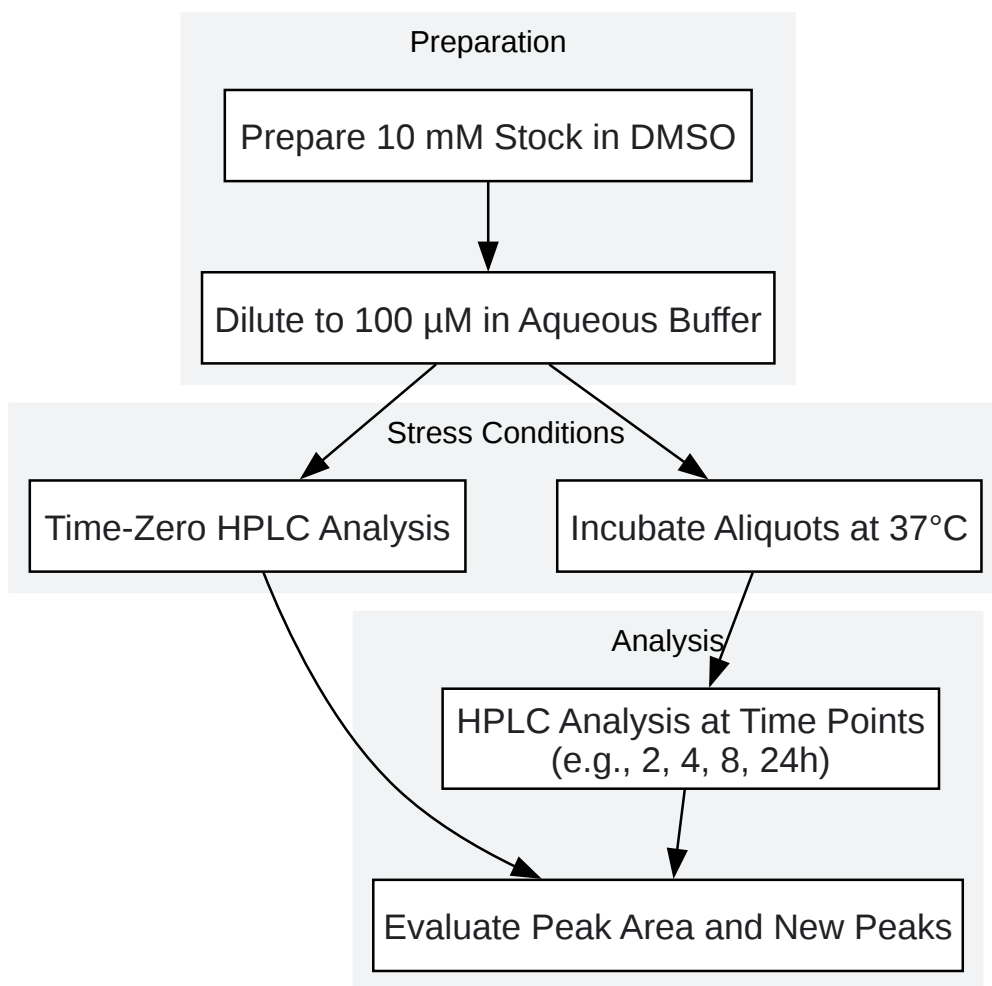 Preparation
Prepare 10 mM Stock in DMSO
Dilute to 100 µM in Aqueous Buffer
Stress Conditions
Time-Zero HPLC Analysis
Incubate Aliquots at 37°C
Analysis
HPLC Analysis at Time Points
(e.g., 2, 4, 8, 24h)
Evaluate Peak Area and New Peaks